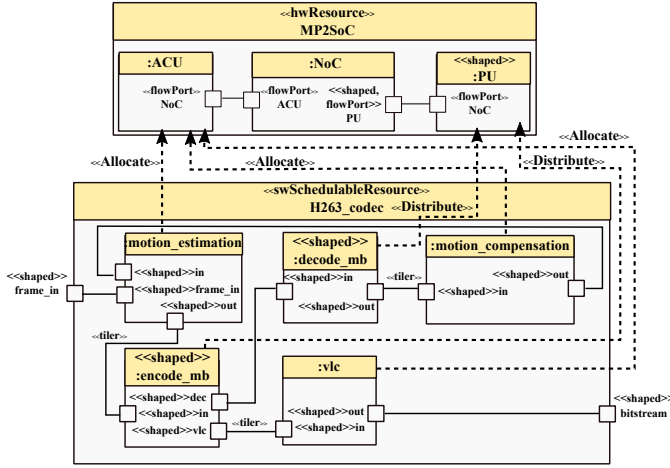 <<hwResource>>
MP2SoC
:ACU
<<flowPort>>
NoC
:NoC
<<flowPort>>
ACU
<<shaped,
flowPort>>
PU
<<shaped>>
:PU
<<flowPort>>
NoC
<<Allocate>>
<<Allocate>>
<<Allocate>>
<<Distribute>>
<<swSchedulableResource>>
H263_codec
<<Distribute>>
:motion_estimation
<<shaped>>in
<<shaped>>frame_in
<<shaped>>out
<<shaped>>
frame_in
<<shaped>>
:decode_mb
<<shaped>>in
<<shaped>>out
<<tiler>>
:motion_compensation
<<shaped>>out
<<shaped>>in
<<tiler>>
<<shaped>>
:encode_mb
<<shaped>>dec
<<shaped>>in
<<shaped>>vlc
<<tiler>>
:vlc
<<shaped>>out
<<shaped>>in
<<shaped>>
bitstream